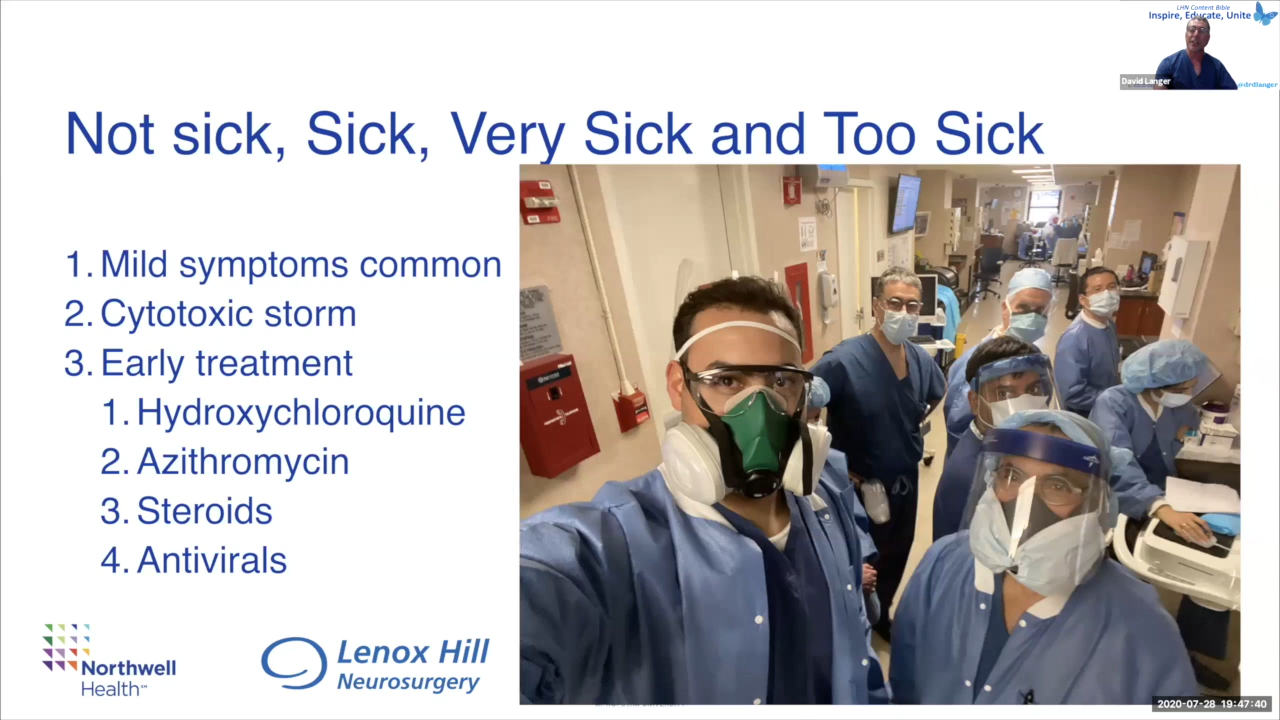 LHN Content Bible
Inspire, Educate, Unite
David Langer
@drdlanger
Not sick, Sick, Very Sick and Too Sick
1. Mild symptoms common
2. Cytotoxic storm
3. Early treatment
1. Hydroxychloroquine
2. Azithromycin
3. Steroids
4. Antivirals
Northwell
Health℠
Lenox Hill
Neurosurgery
2020-07-28 19:47:40